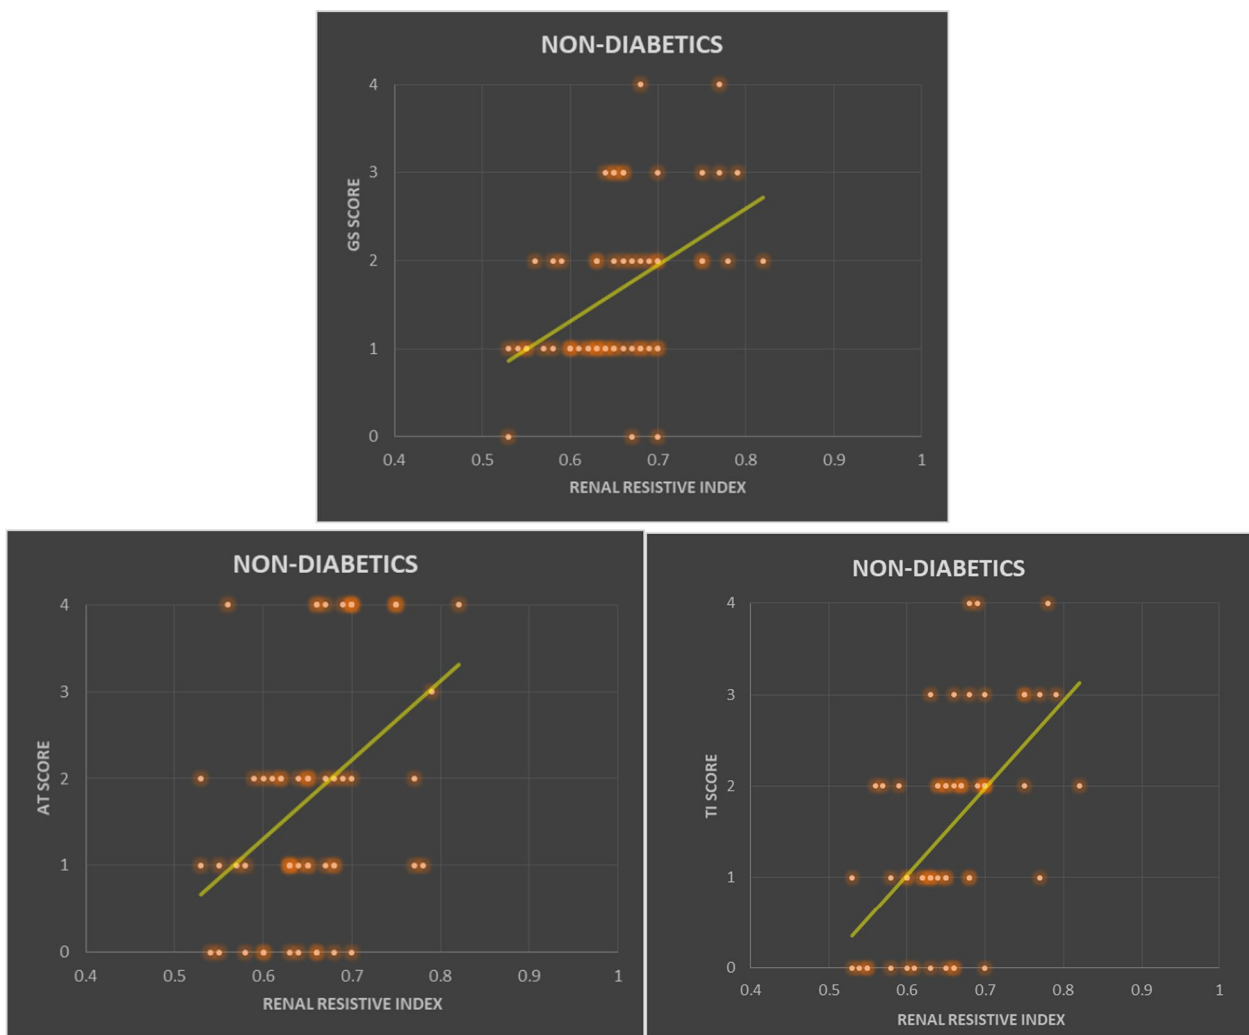 NON-DIABETICS
4
3
2
1
0
GS SCORE
0.4 0.5 0.6 0.7 0.8 0.9 1
RENAL RESISTIVE INDEX
NON-DIABETICS
4
3
2
1
0
AT SCORE
0.4 0.5 0.6 0.7 0.8 0.9 1
RENAL RESISTIVE INDEX
NON-DIABETICS
4
3
2
1
0
TI SCORE
0.4 0.5 0.6 0.7 0.8 0.9 1
RENAL RESISTIVE INDEX